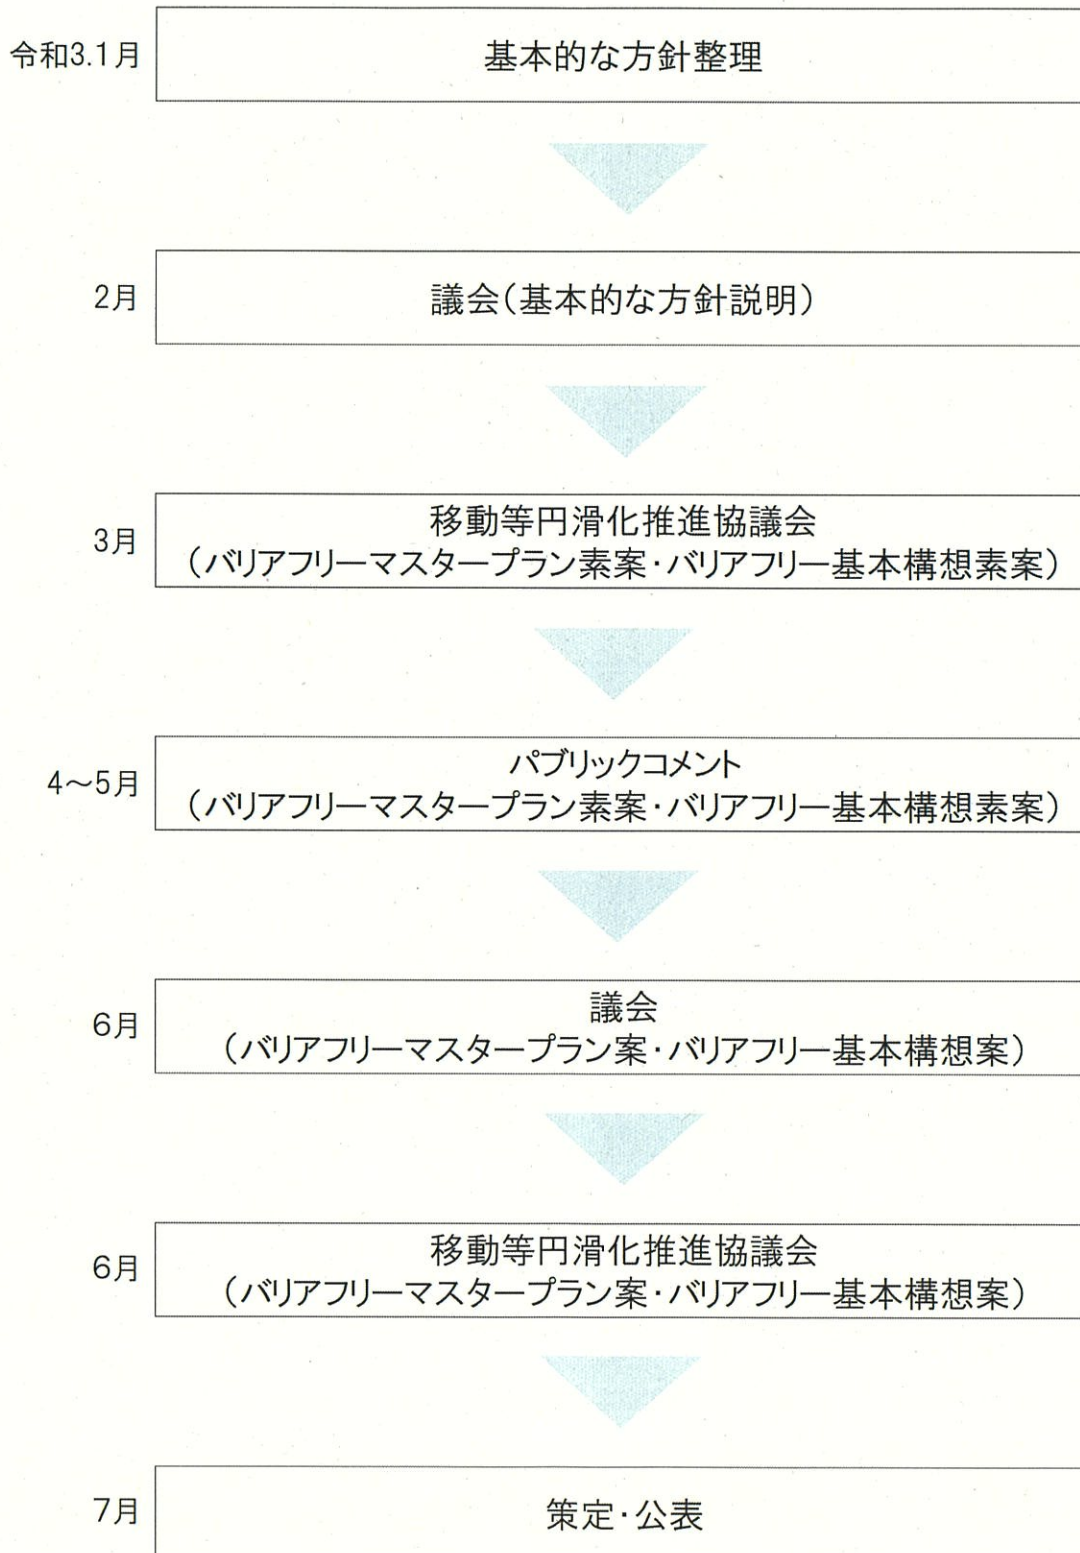 令和3.1月
基本的な方針整理
2月
議会(基本的な方針説明)
3月
移動等円滑化推進協議会
(バリアフリーマスタープラン素案・バリアフリー基本構想素案)
4～5月
パブリックコメント
(バリアフリーマスタープラン素案・バリアフリー基本構想素案)
6月
議会
(バリアフリーマスタープラン案・バリアフリー基本構想案)
6月
移動等円滑化推進協議会
(バリアフリーマスタープラン案・バリアフリー基本構想案)
7月
策定・公表